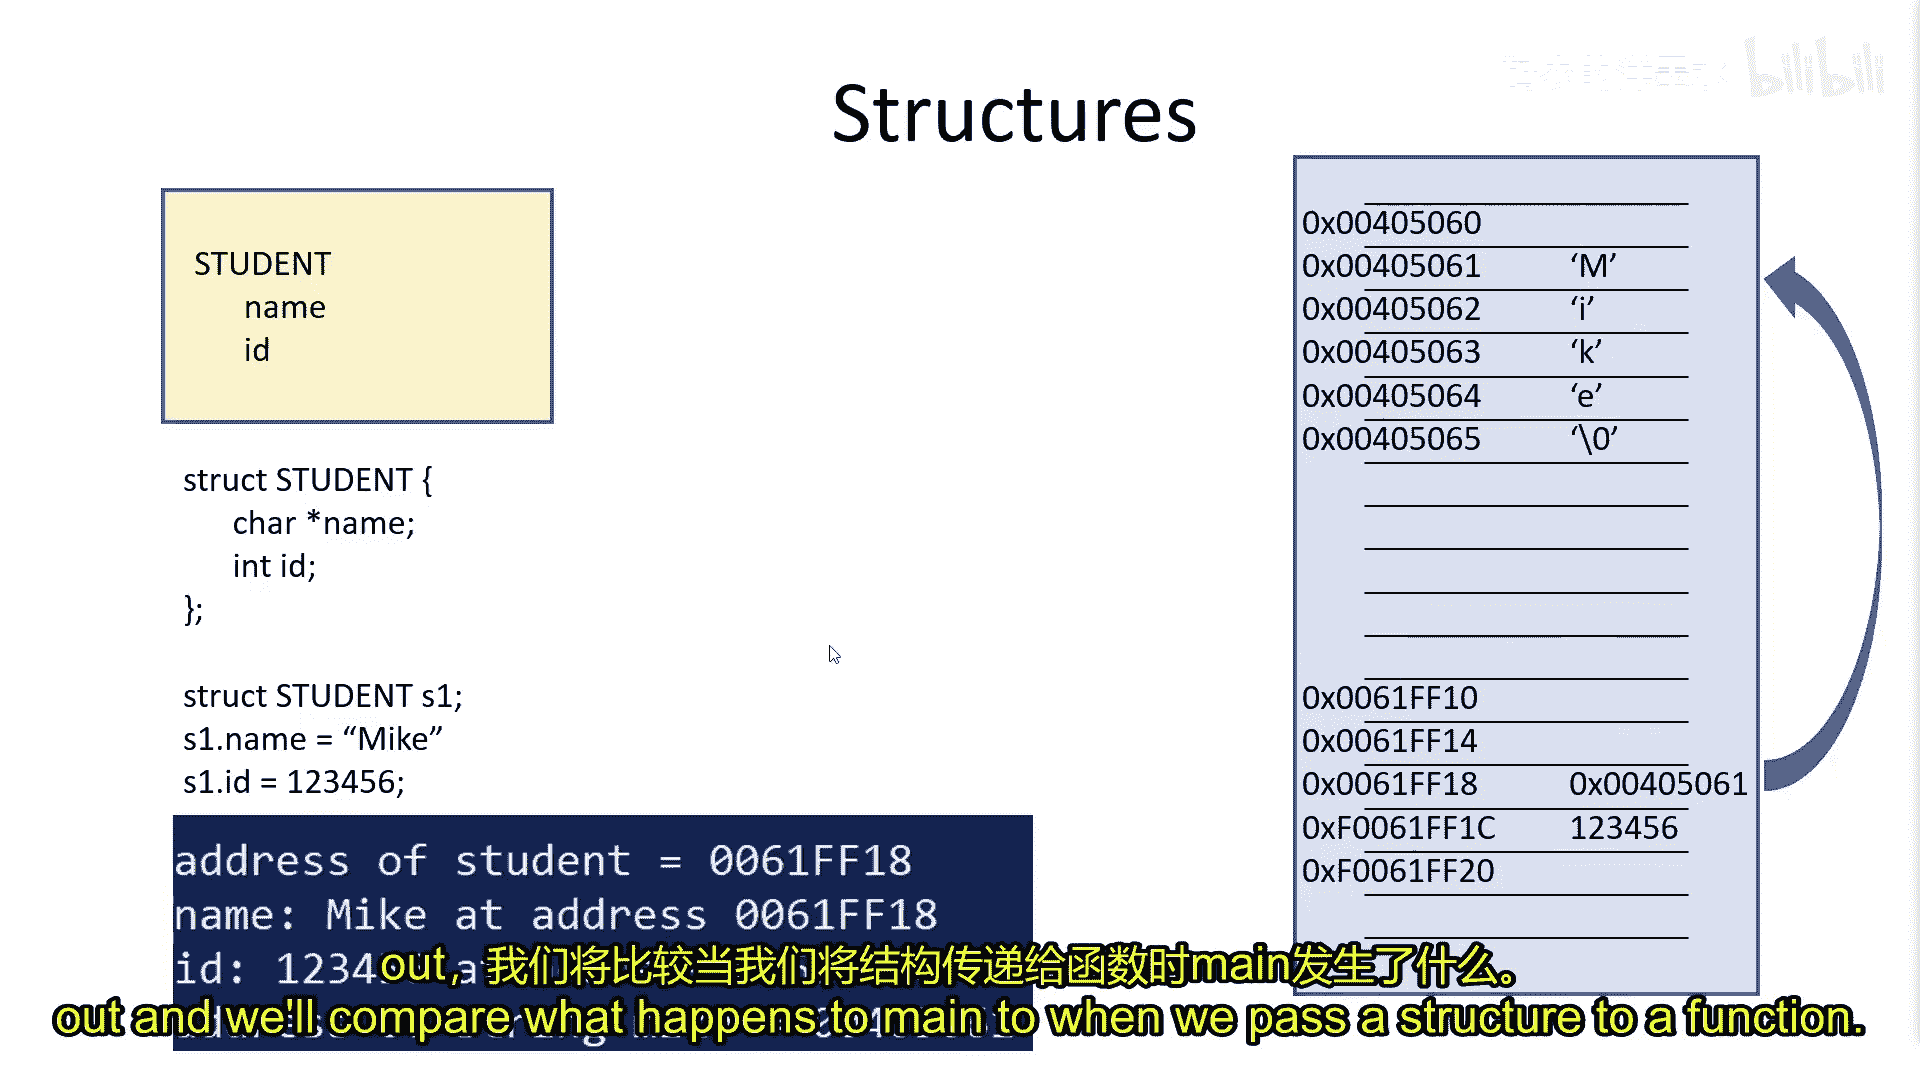 bilibili
Structures
STUDENT
name
id
struct STUDENT {
char *name;
int id;
};
struct STUDENT s1;
s1.name = “Mike”
s1.id = 123456;
address of student = 0061FF18
name: Mike at address 0061FF18
id: 1234
0x00405060
0x00405061 ‘M’
0x00405062 ‘i’
0x00405063 ‘k’
0x00405064 ‘e’
0x00405065 ‘\0’
0x0061FF10
0x0061FF14
0x0061FF18 0x00405061
0xF0061FF1C 123456
0xF0061FF20
out，我们将比较当我们将结构传递给函数时main发生了什么。
out and we'll compare what happens to main to when we pass a structure to a function.